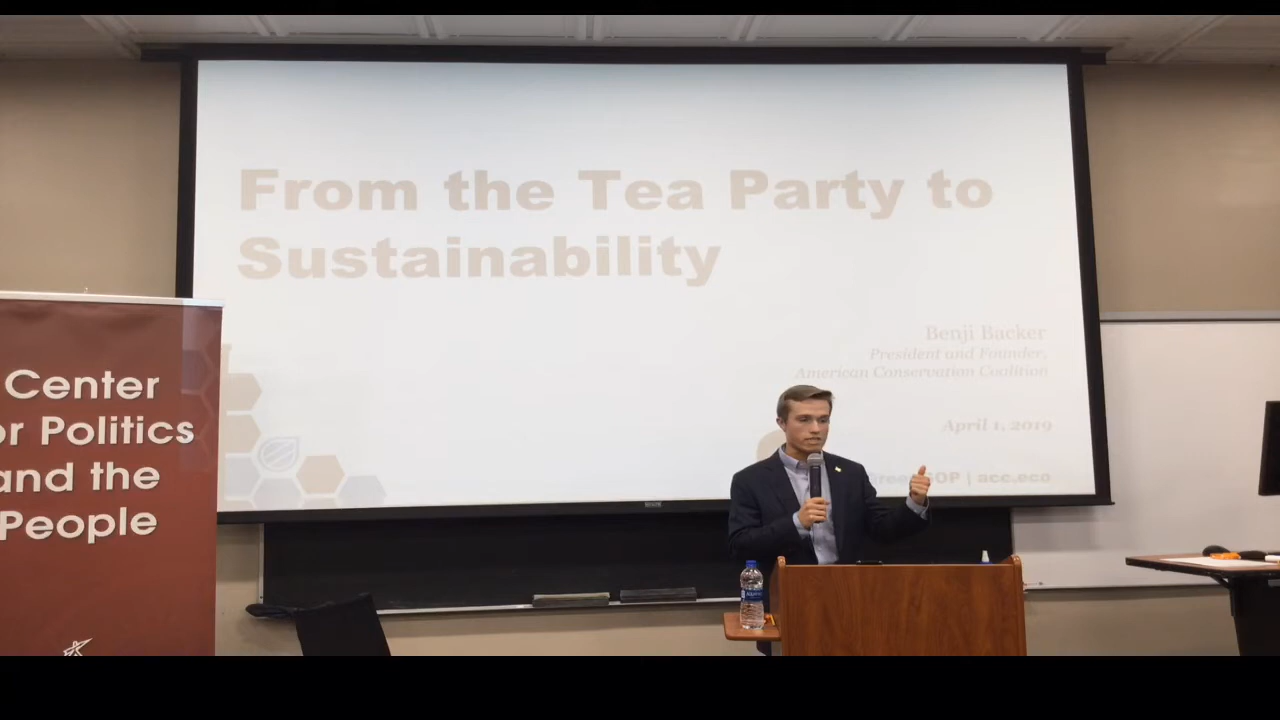 From the Tea Party to
Sustainability
Benji Backer
President and Founder,
American Conservation Coalition
April 1, 2019
GOP | acc.eco
Center
or Politics
and the
People